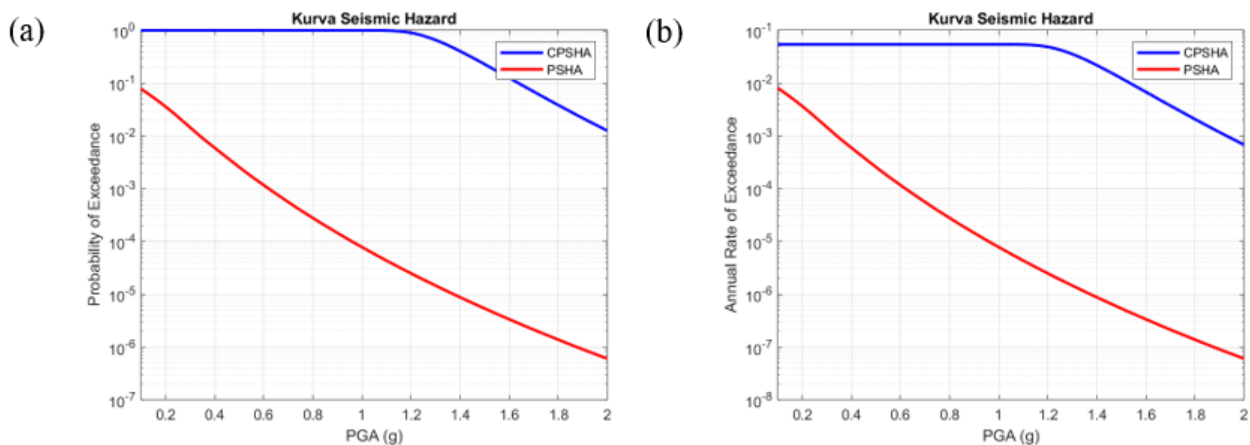 (a)
Kurva Seismic Hazard
CPSHA
PSHA
Probability of Exceedance
10^0
10^-1
10^-2
10^-3
10^-4
10^-5
10^-6
10^-7
0.2 0.4 0.6 0.8 1 1.2 1.4 1.6 1.8 2
PGA (g)
(b)
Kurva Seismic Hazard
CPSHA
PSHA
Annual Rate of Exceedance
10^-1
10^-2
10^-3
10^-4
10^-5
10^-6
10^-7
10^-8
0.2 0.4 0.6 0.8 1 1.2 1.4 1.6 1.8 2
PGA (g)